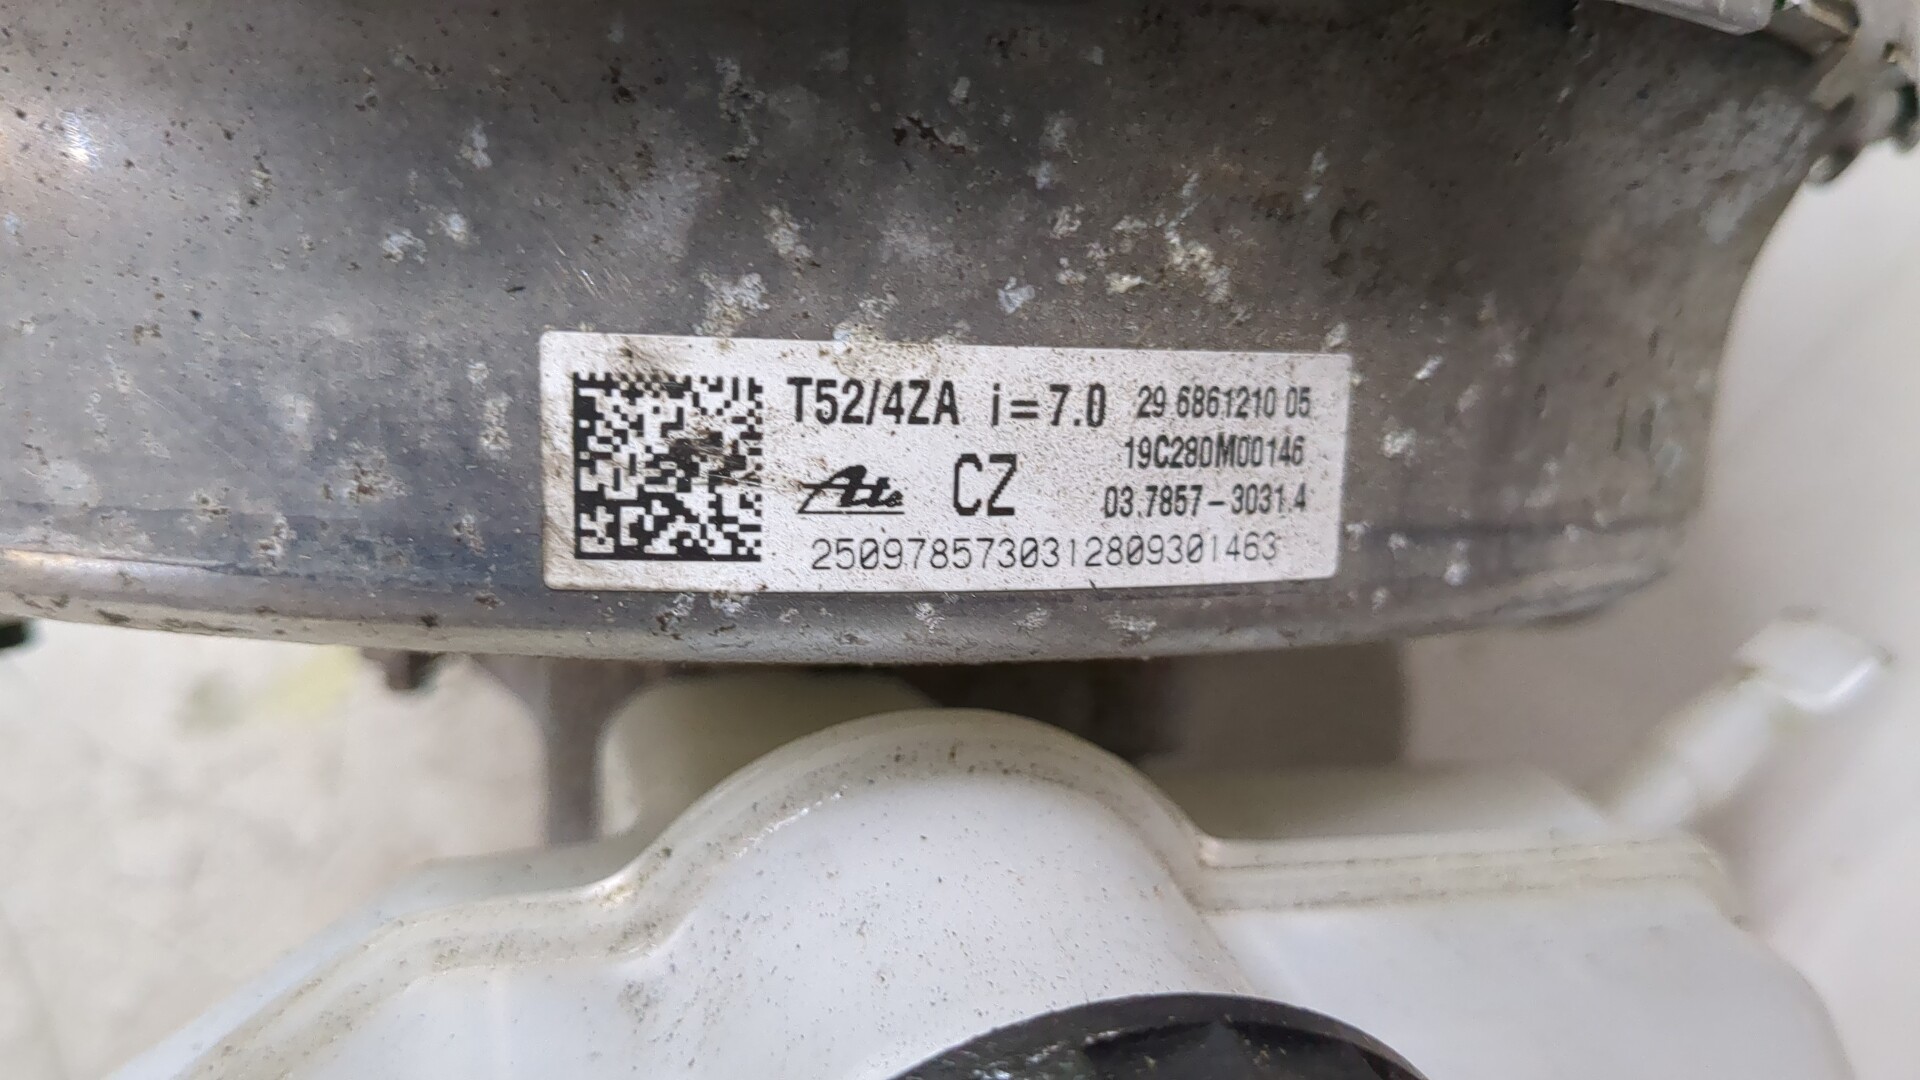 T52/4ZA i=7.0 29 6861210 05
19C280M00146
Ate CZ 03.7857-3031.4
25097857303128093014​63